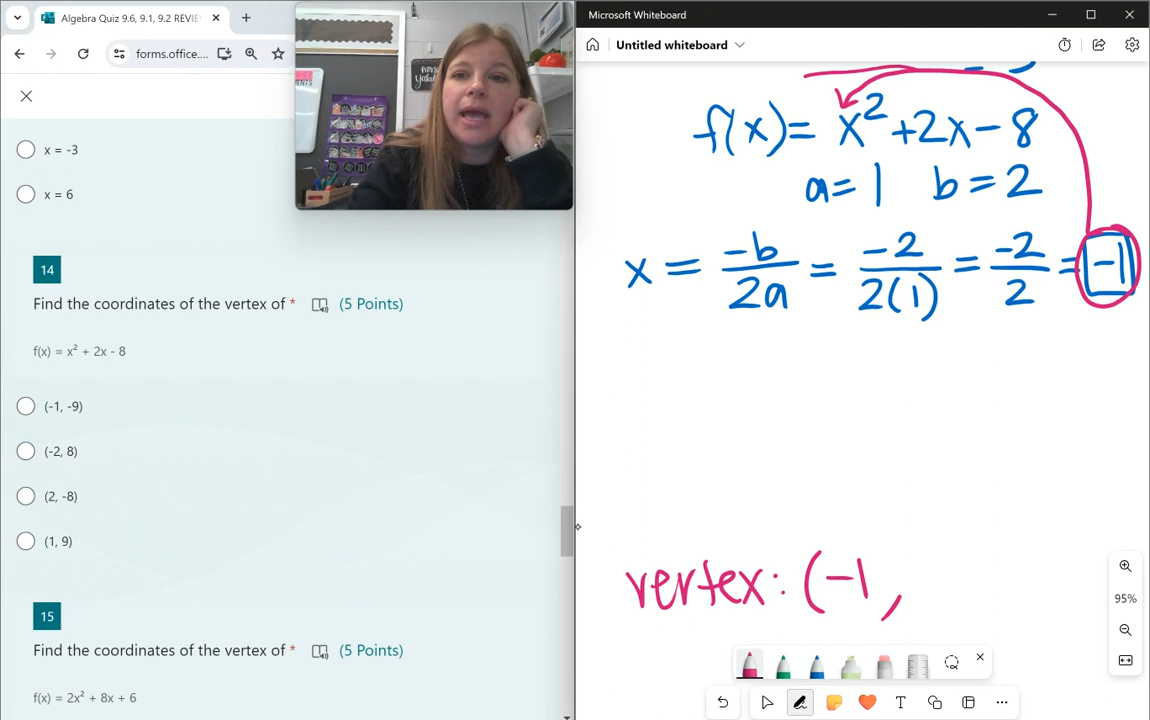 Algebra Quiz 9.6, 9.1, 9.2 REVIE
forms.office....
x = -3
x = 6
14
Find the coordinates of the vertex of * (5 Points)
f(x) = x² + 2x - 8
(-1, -9)
(-2, 8)
(2, -8)
(1, 9)
15
Find the coordinates of the vertex of * (5 Points)
f(x) = 2x² + 8x + 6
Microsoft Whiteboard
Untitled whiteboard
f(x)= x² +2x - 8
a = 1 b = 2
x = -b/2a = -2/2(1) = -2/2 = -1
vertex: (-1 ,
95%
T